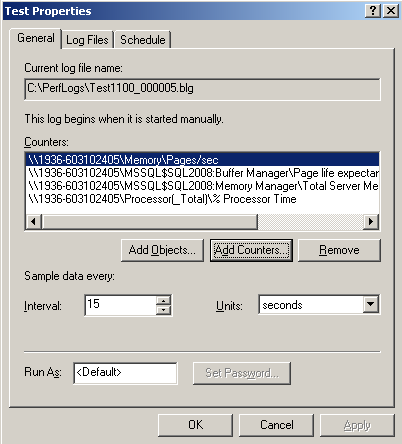 Test Properties
General Log Files Schedule
Current log file name:
C:\PerfLogs\Test1100_000005.blg
This log begins when it is started manually.
Counters:
\\1936-603102405\Memory\Pages/sec
\\1936-603102405\MSSQL$SQL2008:Buffer Manager\Page life expectan
\\1936-603102405\MSSQL$SQL2008:Memory Manager\Total Server Me
\\1936-603102405\Processor(_Total)\% Processor Time
Add Objects... Add Counters... Remove
Sample data every:
Interval: 15 Units: seconds
Run As: <Default> Set Password...
OK Cancel Apply